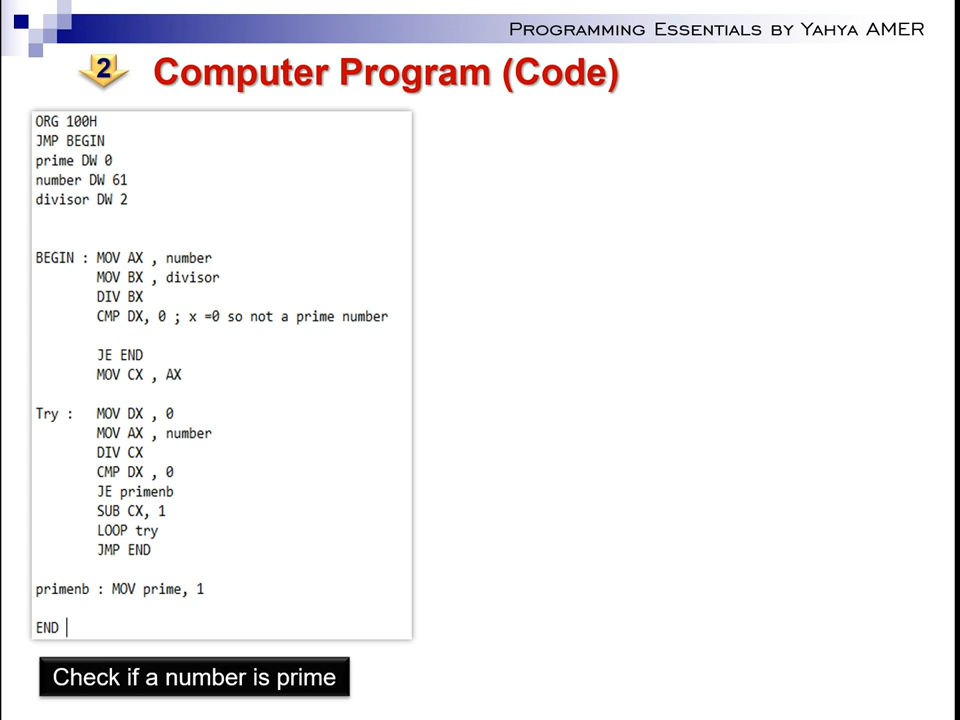 PROGRAMMING ESSENTIALS BY YAHYA AMER
2 Computer Program (Code)
ORG 100H
JMP BEGIN
prime DW 0
number DW 61
divisor DW 2
BEGIN : MOV AX , number
MOV BX , divisor
DIV BX
CMP DX, 0 ; x =0 so not a prime number
JE END
MOV CX , AX
Try : MOV DX , 0
MOV AX , number
DIV CX
CMP DX , 0
JE primenb
SUB CX, 1
LOOP try
JMP END
primenb : MOV prime, 1
END
Check if a number is prime